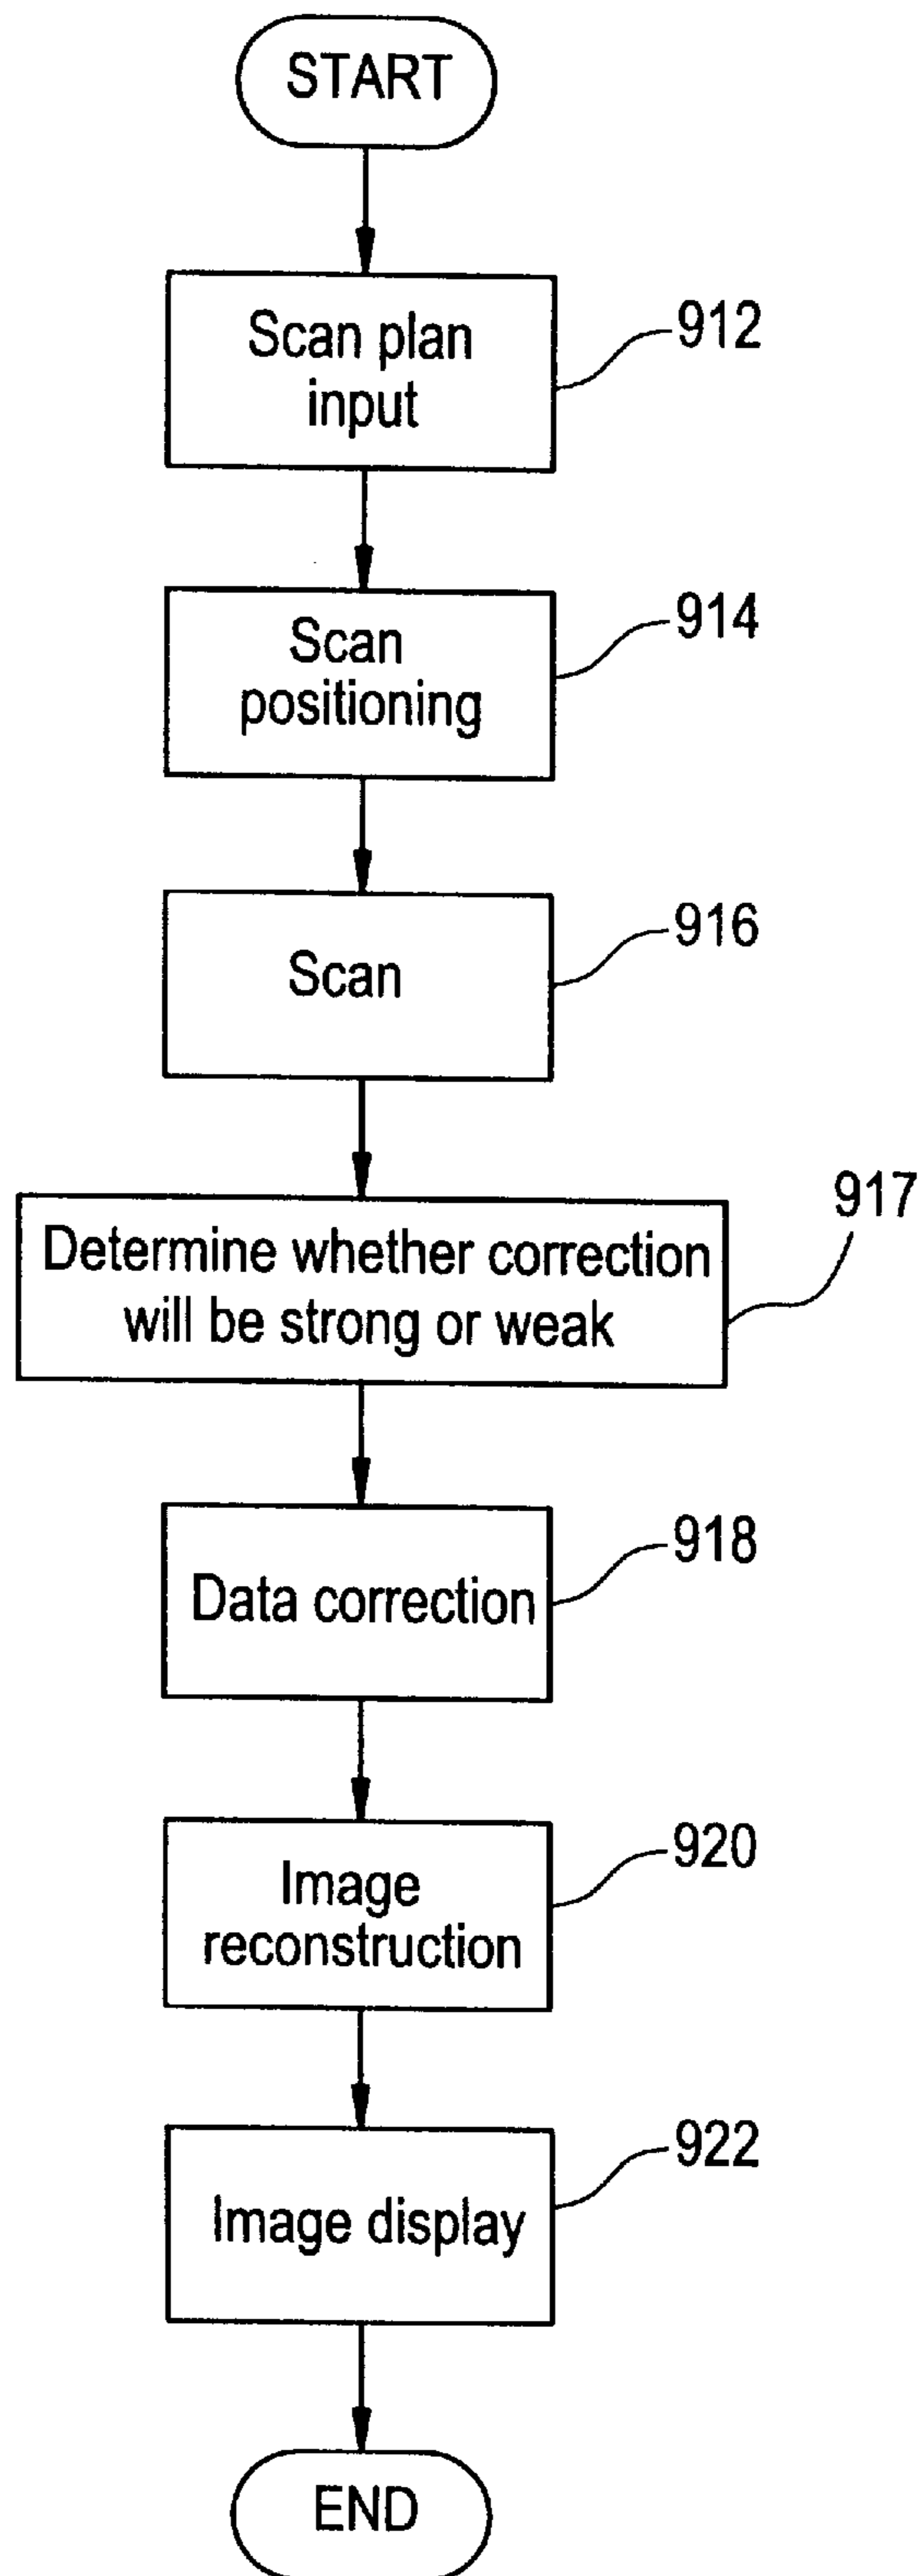 START
Scan plan
input
912
Scan
positioning
914
Scan
916
Determine whether correction
will be strong or weak
917
Data correction
918
Image
reconstruction
920
Image display
922
END